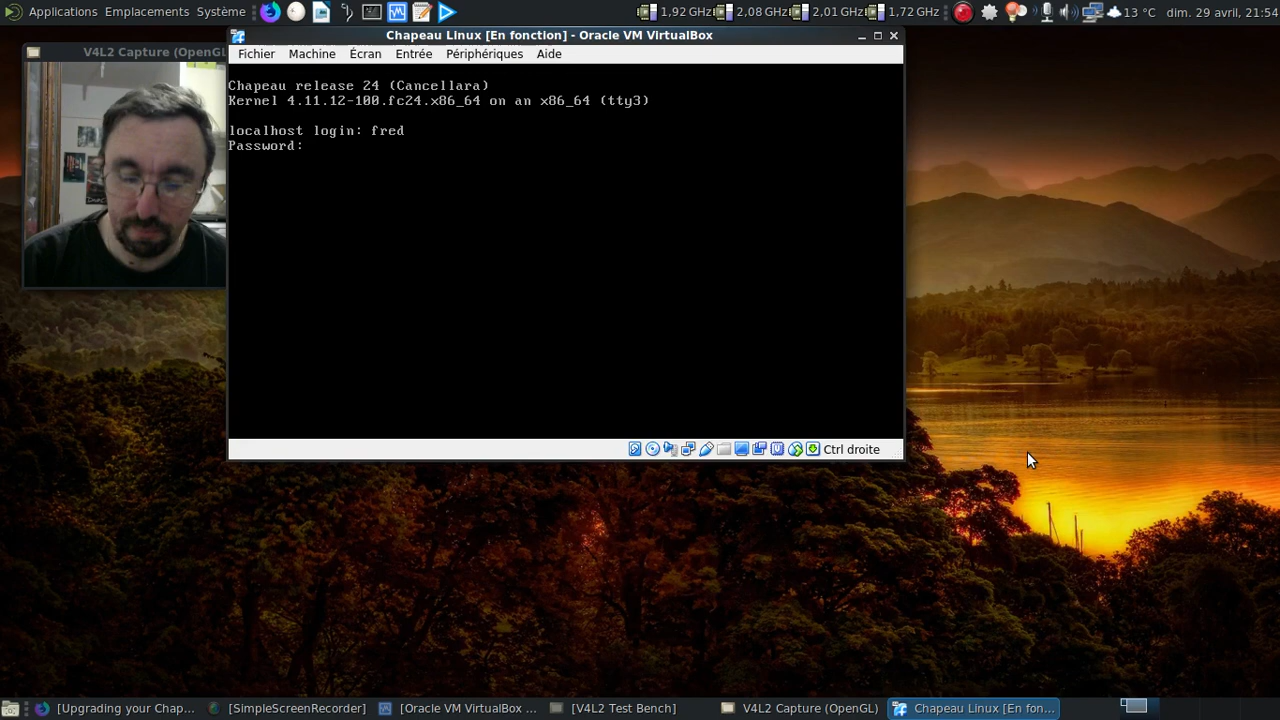 Applications Emplacements Système 1,92 GHz 2,08 GHz 2,01 GHz 1,72 GHz 13 °C dim. 29 avril, 21:54
V4L2 Capture (OpenGL
Chapeau Linux [En fonction] - Oracle VM VirtualBox
Fichier Machine Écran Entrée Périphériques Aide
Chapeau release 24 (Cancellara)
Kernel 4.11.12-100.fc24.x86_64 on an x86_64 (tty3)
localhost login: fred
Password:
Ctrl droite
[Upgrading your Chap... [SimpleScreenRecorder] [Oracle VM VirtualBox ... [V4L2 Test Bench] V4L2 Capture (OpenGL) Chapeau Linux [En fon...